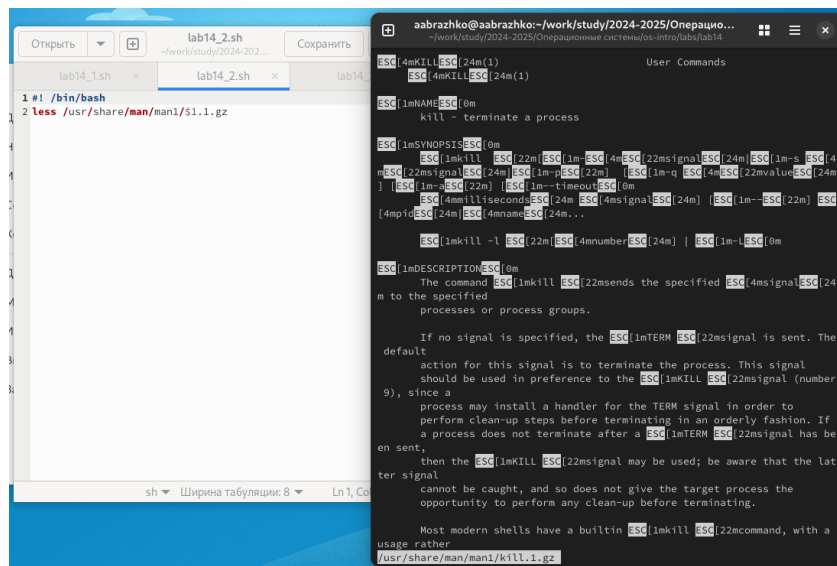 Открыть
lab14_2.sh
~/work/study/2024-202...
Сохранить
lab14_1.sh
lab14_2.sh
lab14_
1 #! /bin/bash
2 less /usr/share/man/man1/$1.1.gz
sh
Ширина табуляции: 8
Ln 1, Co
aabrazhko@aabrazhko:~/work/study/2024-2025/Операцио...
~/work/study/2024-2025/Операционные системы/os-intro/labs/lab14
ESC[4mKILLESC[24m(1) User Commands
ESC[4mKILLESC[24m(1)
ESC[1mNAMEESC[0m
kill - terminate a process
ESC[1mSYNOPSISESC[0m
ESC[1mkill ESC[22m[ESC[1m-ESC[4mESC[22msignalESC[24m|ESC[1m-s ESC[4
mESC[22msignalESC[24m|ESC[1m-pESC[22m] [ESC[1m-q ESC[4mESC[22mvalueESC[24m
] [ESC[1m-aESC[22m] [ESC[1m--timeoutESC[0m
ESC[4mmillisecondsESC[24m ESC[4msignalESC[24m] [ESC[1m--ESC[22m] ESC
[4mpidESC[24m|ESC[4mnameESC[24m...
ESC[1mkill -l ESC[22m[ESC[4mnumberESC[24m] | ESC[1m-LESC[0m
ESC[1mDESCRIPTIONESC[0m
The command ESC[1mkill ESC[22msends the specified ESC[4msignalESC[24
m to the specified
processes or process groups.
If no signal is specified, the ESC[1mTERM ESC[22msignal is sent. The
default
action for this signal is to terminate the process. This signal
should be used in preference to the ESC[1mKILL ESC[22msignal (number
9), since a
process may install a handler for the TERM signal in order to
perform clean-up steps before terminating in an orderly fashion. If
a process does not terminate after a ESC[1mTERM ESC[22msignal has be
en sent,
then the ESC[1mKILL ESC[22msignal may be used; be aware that the lat
ter signal
cannot be caught, and so does not give the target process the
opportunity to perform any clean-up before terminating.
Most modern shells have a builtin ESC[1mkill ESC[22mcommand, with a
usage rather
/usr/share/man/man1/kill.1.gz